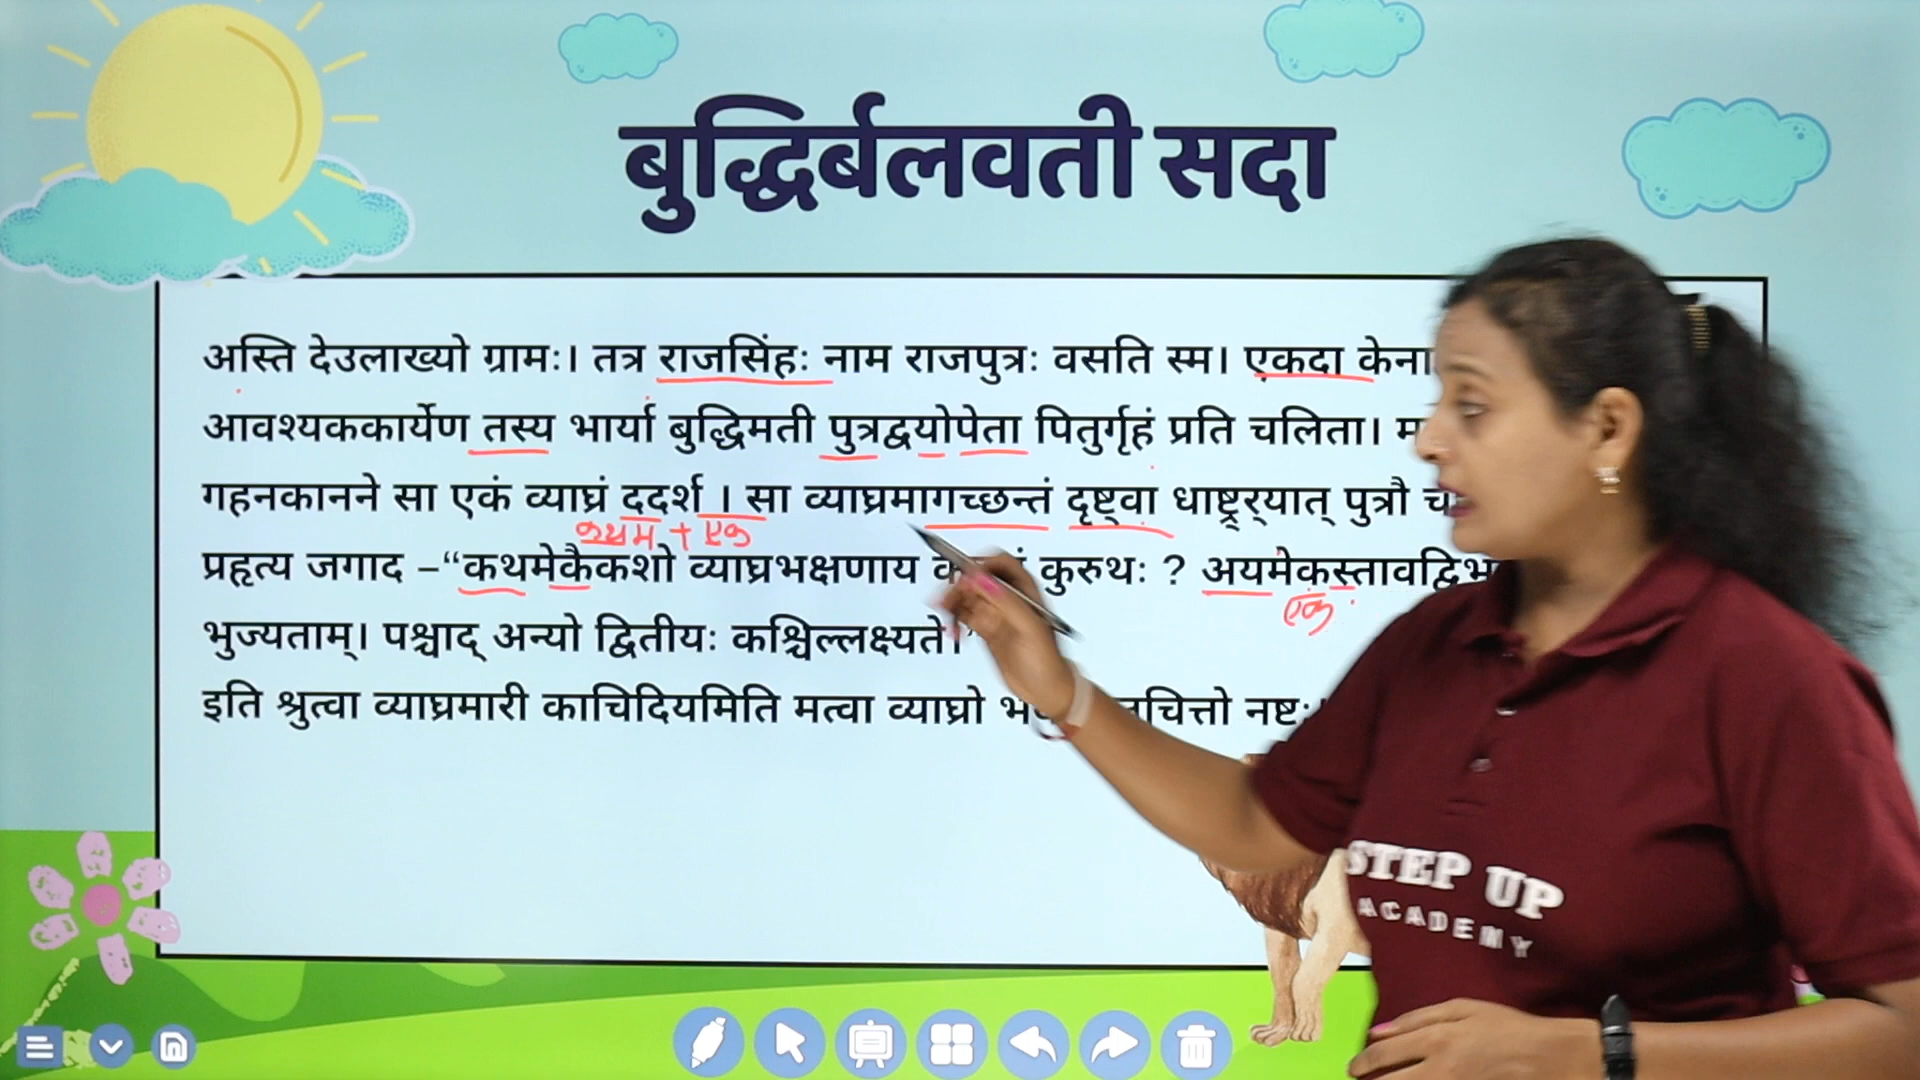 बुद्धिर्बलवती सदा
अस्ति देउलाख्यो ग्रामः। तत्र राजसिंहः नाम राजपुत्रः वसति स्म। एकदा केना
आवश्यककार्येण तस्य भार्या बुद्धिमती पुत्रद्वयोपेता पितुर्गृहं प्रति चलिता।
गहनकानने सा एकं व्याघ्रं ददर्श । सा व्याघ्रमागच्छन्तं दृष्ट्वा धाष्ट्र्यात् पुत्रौ
कथम + एक
प्रहृत्य जगाद –“कथमेकैकशो व्याघ्रभक्षणाय कुरुथः ? अयमेकस्तावद्विभ
एक
भुज्यताम्। पश्चाद् अन्यो द्वितीयः कश्चिल्लक्ष्यते।”
इति श्रुत्वा व्याघ्रमारी काचिदियमिति मत्वा व्याघ्रो नष्टः।
STEP UP
ACADEMY